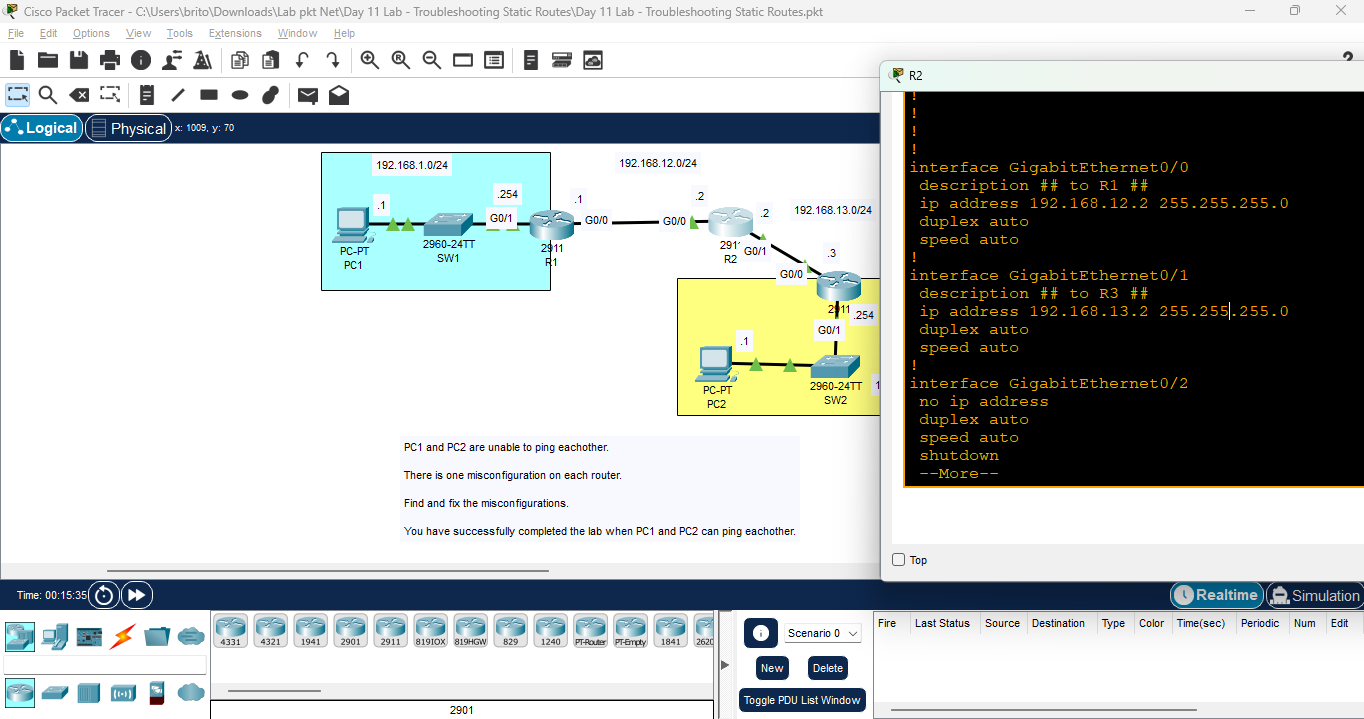 Cisco Packet Tracer - C:\Users\brito\Downloads\Lab pkt Net\Day 11 Lab - Troubleshooting Static Routes\Day 11 Lab - Troubleshooting Static Routes.pkt
File Edit Options View Tools Extensions Window Help
Logical Physical x: 1009, y: 70
192.168.1.0/24
192.168.12.0/24
.254
.1
.1
.2
.2
192.168.13.0/24
G0/1
G0/0
G0/0
2960-24TT
SW1
PC-PT
PC1
2911
R1
R2
G0/1
.3
G0/0
2911
.254
G0/1
.1
PC-PT
PC2
2960-24TT
SW2
PC1 and PC2 are unable to ping eachother.
There is one misconfiguration on each router.
Find and fix the misconfigurations.
You have successfully completed the lab when PC1 and PC2 can ping eachother.
R2
!
!
!
!
interface GigabitEthernet0/0
description ## to R1 ##
ip address 192.168.12.2 255.255.255.0
duplex auto
speed auto
!
interface GigabitEthernet0/1
description ## to R3 ##
ip address 192.168.13.2 255.255.255.0
duplex auto
speed auto
!
interface GigabitEthernet0/2
no ip address
duplex auto
speed auto
shutdown
--More--
Top
Time: 00:15:35
Realtime Simulation
4331 4321 1941 2901 2911 819IOX 819HGW 829 1240 PT-Router PT-Empty 1841
2901
Scenario 0
New Delete
Toggle PDU List Window
Fire Last Status Source Destination Type Color Time(sec) Periodic Num Edit